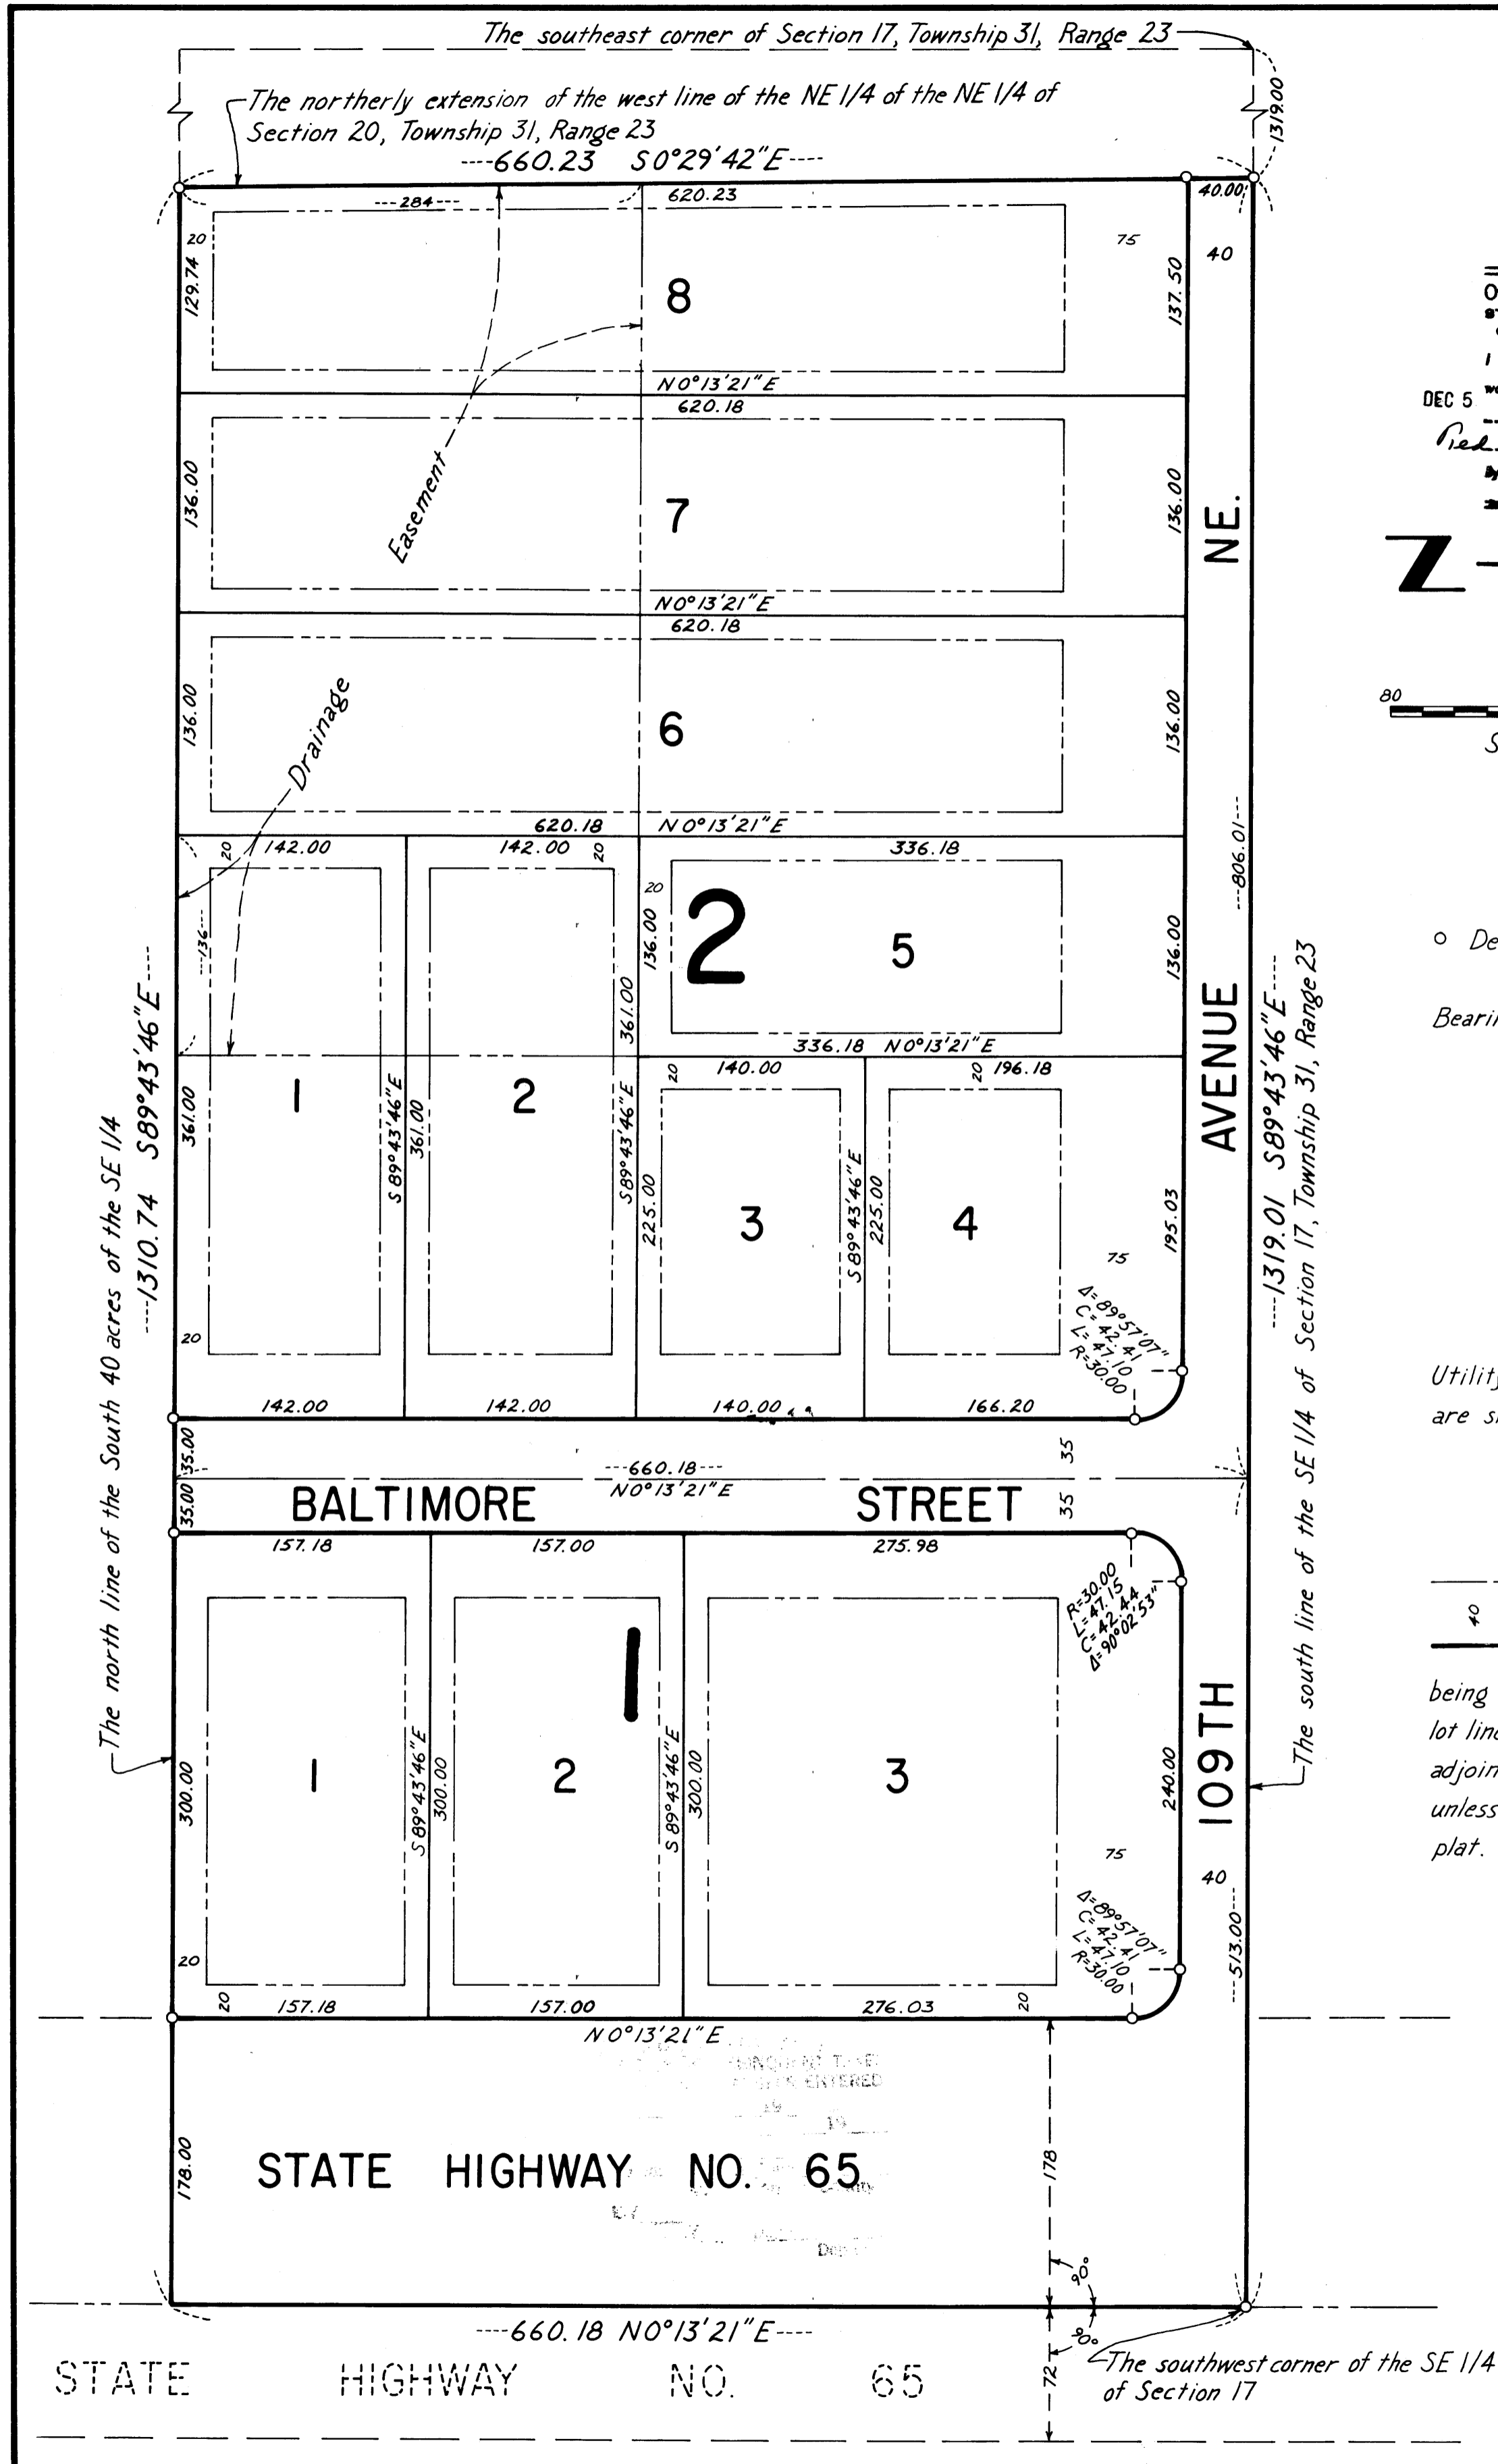 The southeast corner of Section 17, Township 31, Range 23
The northerly extension of the west line of the NE 1/4 of the NE 1/4 of
Section 20, Township 31, Range 23
----660.23 S0°29'42"E----
1319.00
---284---
620.23
40.00
20
129.74
8
75
137.50
40
N0°13'21"E
620.18
DEC 5
136.00
Easement
7
136.00
NE.
N0°13'21"E
620.18
Z
136.00
Drainage
6
136.00
80
620.18 N0°13'21"E
20
142.00
142.00
20
336.18
---806.01---
---136---
20
136.00
2
5
136.00
361.00
336.18 N0°13'21"E
----1310.74 S89°43'46"E----
The north line of the South 40 acres of the SE 1/4
361.00
1
S89°43'46"E
361.00
2
S89°43'46"E
20
140.00
20
196.18
225.00
3
S89°43'46"E
225.00
4
195.03
AVENUE
----1319.01 S89°43'46"E----
The south line of the SE 1/4 of Section 17, Township 31, Range 23
75
Δ=89°57'07"
C=42.41
L=47.10
R=30.00
20
142.00
142.00
140.00
166.20
35.00
35
---660.18---
N0°13'21"E
35.00
BALTIMORE STREET
35
157.18
157.00
275.98
R=30.00
L=47.15
C=42.44
Δ=90°02'53"
1
300.00
1
S89°43'46"E
300.00
2
S89°43'46"E
300.00
3
240.00
109TH
75
40
Δ=89°57'07"
C=42.41
L=47.10
R=30.00
---513.00---
20
20
157.18
157.00
276.03
20
N0°13'21"E
ENTERED
19
178.00
STATE HIGHWAY NO. 65
178
90°
----660.18 N0°13'21"E----
90°
72
The southwest corner of the SE 1/4
of Section 17
STATE HIGHWAY NO. 65
○ De
Beari
Utility
are s
40
being
lot line
adjoin
unless
plat.